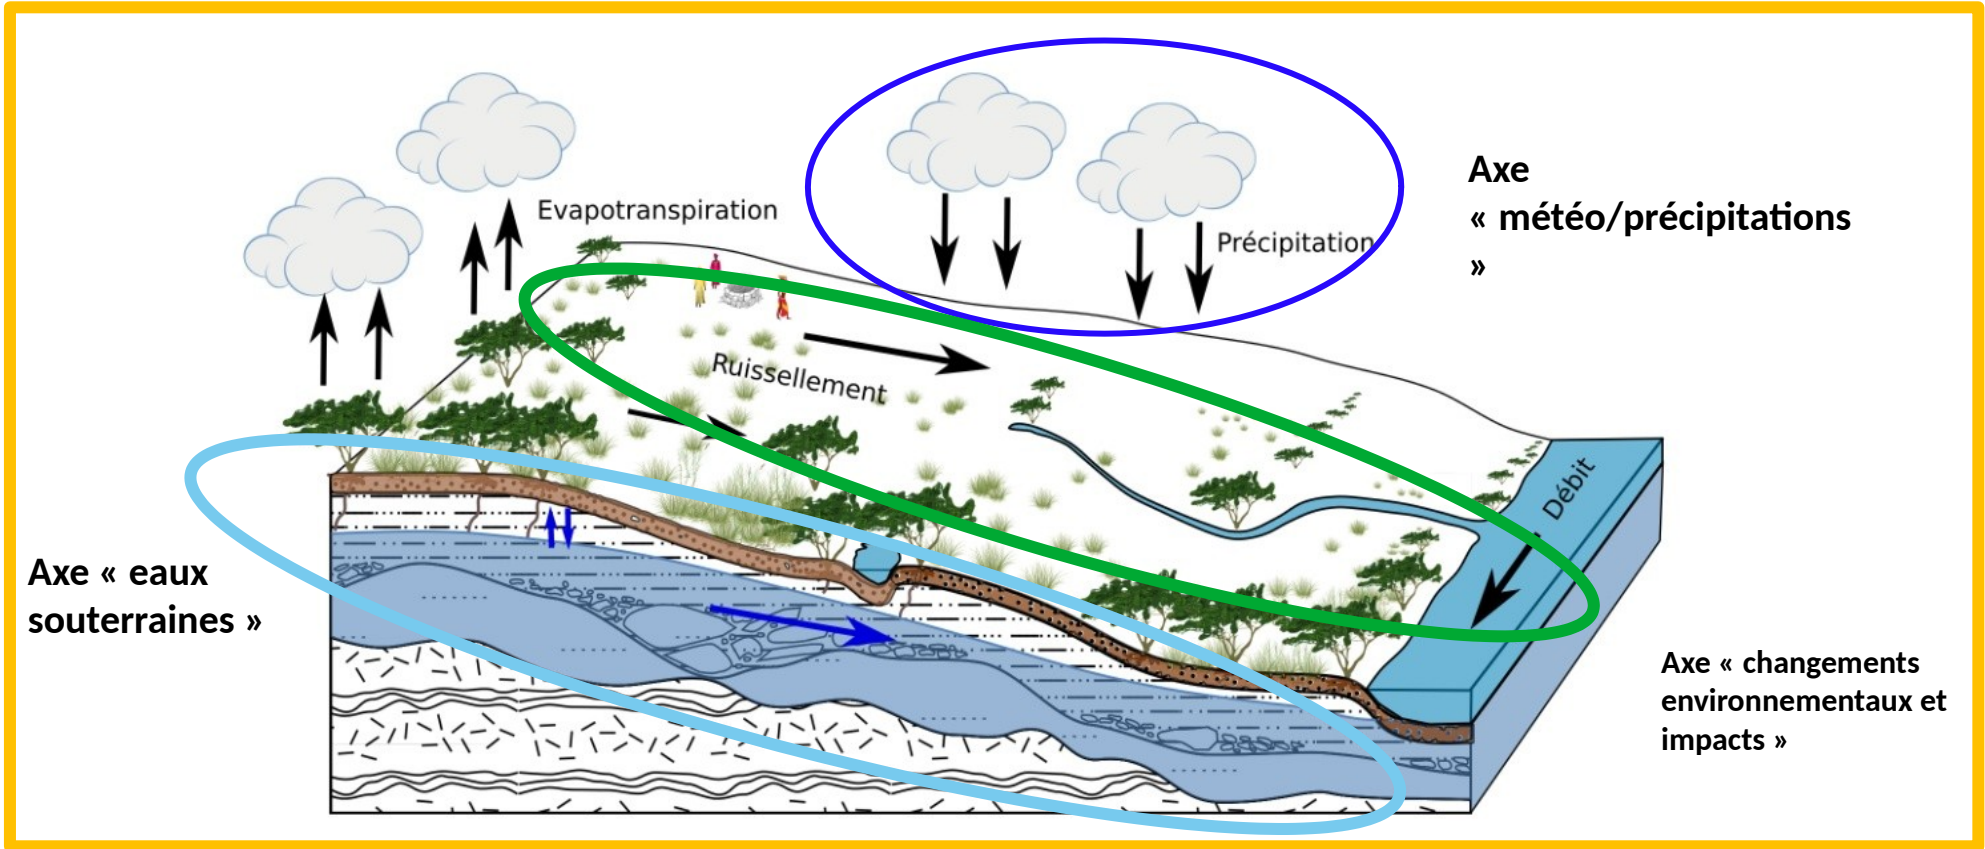 Evapotranspiration
Précipitation
Axe
« météo/précipitations
»
Ruissellement
Débit
Axe « eaux
souterraines »
Axe « changements
environnementaux et
impacts »